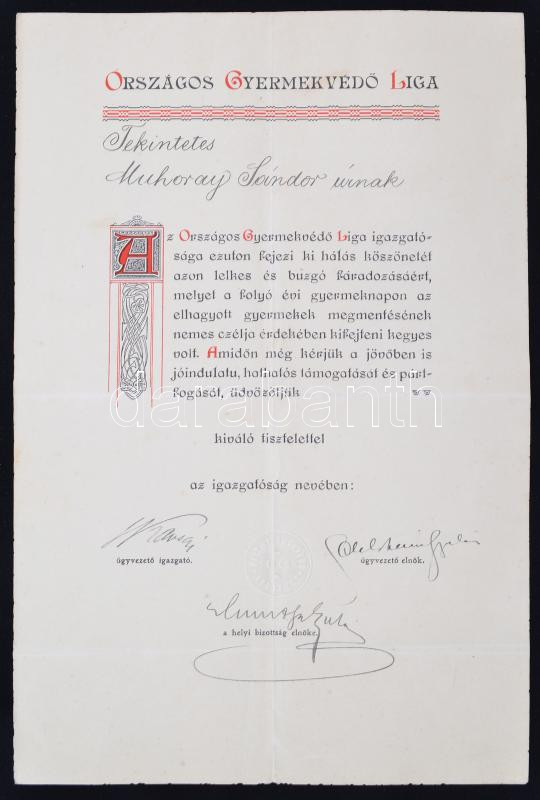 Országos Gyermekvédő Liga
Tekintetes
Muhoray Sándor úrnak
Az Országos Gyermekvédő Liga igazgató-
sága ezuton fejezi ki hálás köszönetét
azon lelkes és buzgó fáradozásáért,
melyet a folyó évi gyermeknapon az
elhagyott gyermekek megmentésének
nemes czélja érdekében kifejteni kegyes
volt. Amidőn még kérjük a jövőben is
jóindulatu, hathatós támogatását és párt-
fogását, üdvözöljük
darabanth
kiváló tisztelettel
az igazgatóság nevében:
ügyvezető igazgató.
ügyvezető elnök.
a helyi bizottság elnöke.